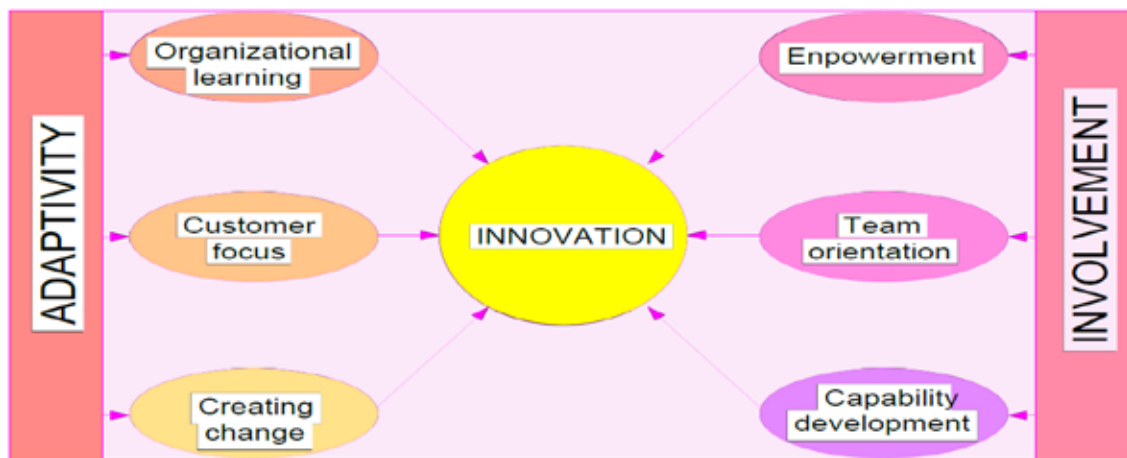 ADAPTIVITY
Organizational
learning
Customer
focus
Creating
change
INNOVATION
Enpowerment
Team
orientation
Capability
development
INVOLVEMENT